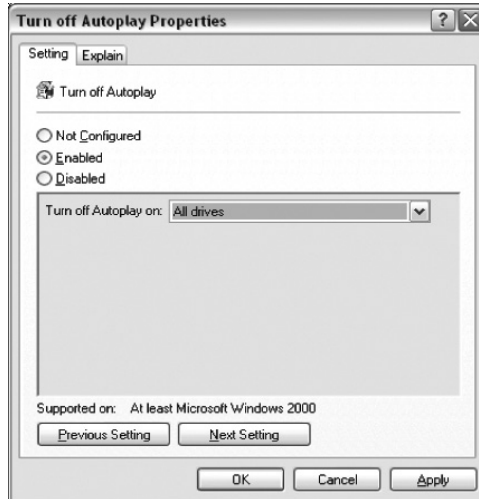 Turn off Autoplay Properties
Setting Explain
Turn off Autoplay
Not Configured
Enabled
Disabled
Turn off Autoplay on: All drives
Supported on: At least Microsoft Windows 2000
Previous Setting Next Setting
OK Cancel Apply